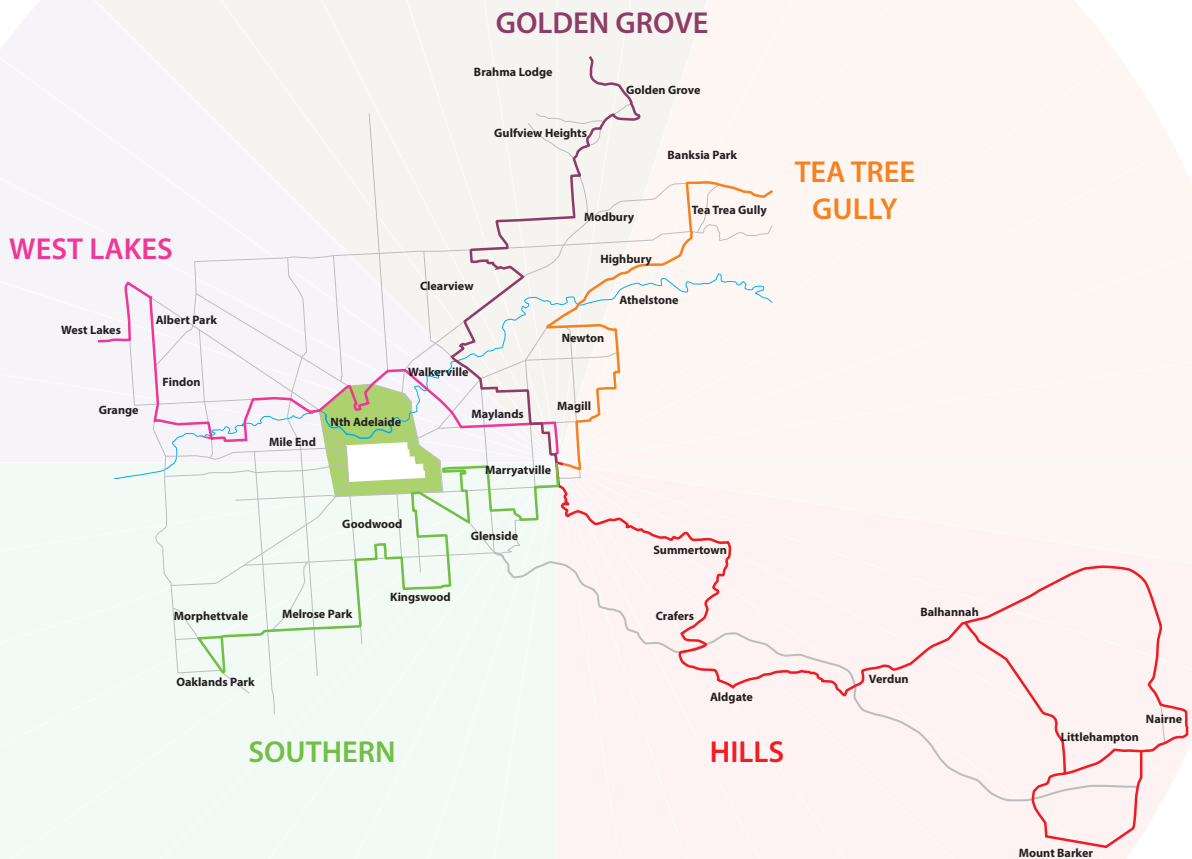 GOLDEN GROVE
Brahma Lodge
Golden Grove
Gulfview Heights
Banksia Park
TEA TREE
GULLY
Tea Trea Gully
Modbury
WEST LAKES
Highbury
Clearview
Athelstone
Albert Park
West Lakes
Newton
Walkerville
Findon
Grange
Maylands
Magill
Nth Adelaide
Mile End
Marryatville
Goodwood
Glenside
Summertown
Kingswood
Melrose Park
Morphettvale
Crafers
Balhannah
Oaklands Park
Verdun
Aldgate
Nairne
Littlehampton
SOUTHERN
HILLS
Mount Barker